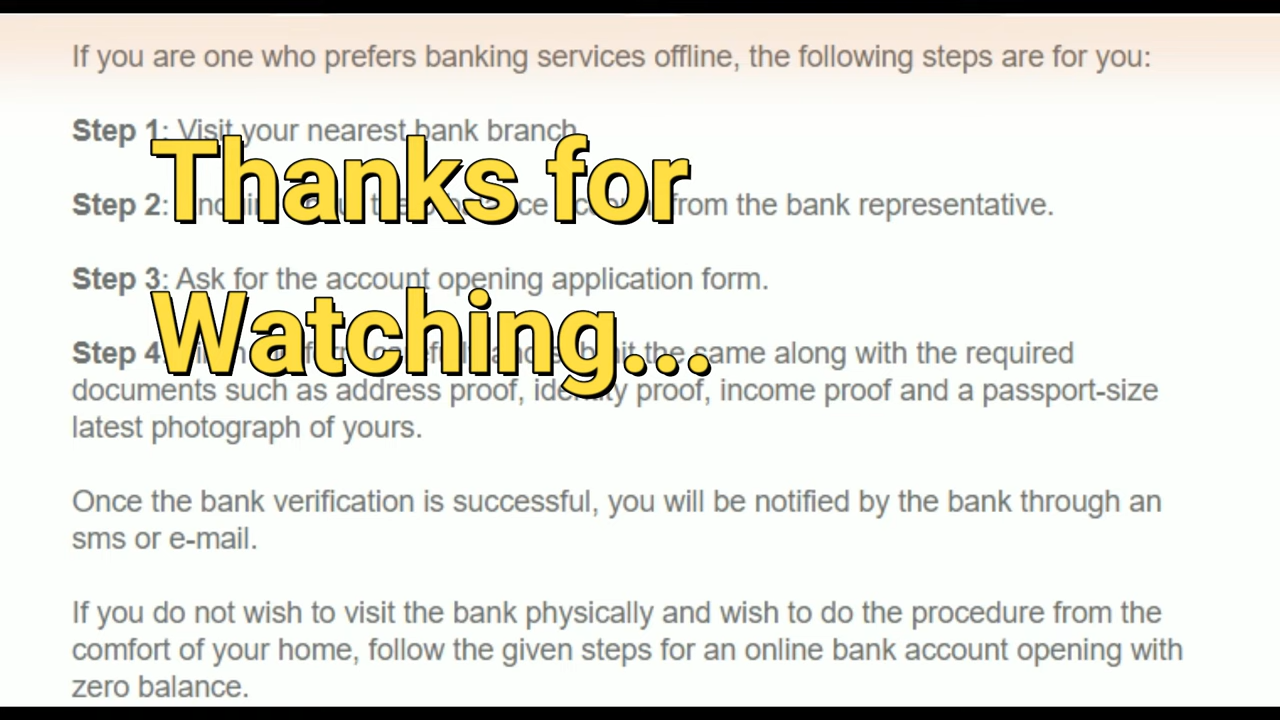 If you are one who prefers banking services offline, the following steps are for you:
Step 1: Visit your nearest bank branch.
Thanks for
Step 2: from the bank representative.
Step 3: Ask for the account opening application form.
Watching...
Step 4: the same along with the required
documents such as address proof, identity proof, income proof and a passport-size
latest photograph of yours.
Once the bank verification is successful, you will be notified by the bank through an
sms or e-mail.
If you do not wish to visit the bank physically and wish to do the procedure from the
comfort of your home, follow the given steps for an online bank account opening with
zero balance.